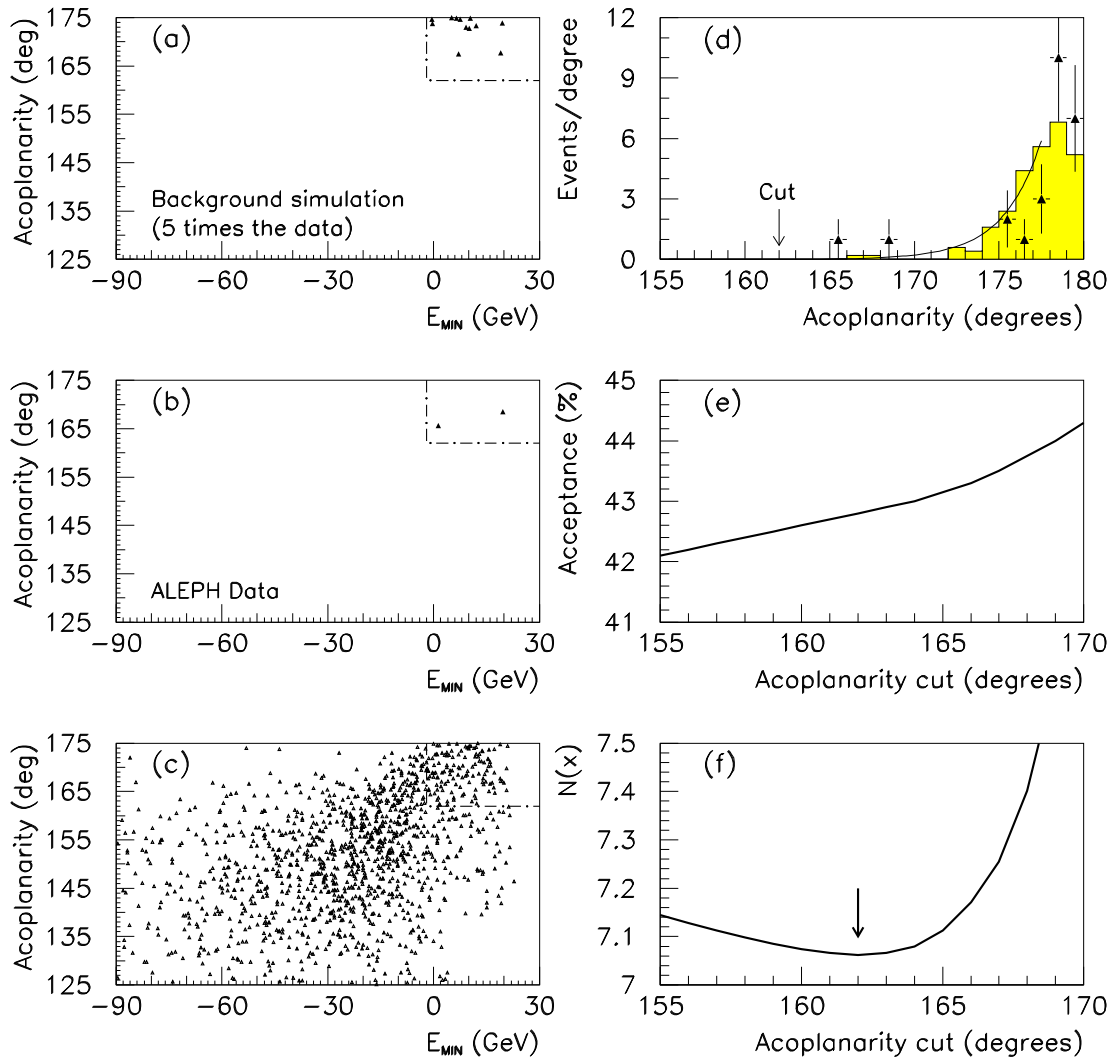 Acoplanarity (deg)
175
165
155
145
135
125
(a)
Background simulation
(5 times the data)
−90
−60
−30
0
30
E_MIN (GeV)
Events/degree
12
9
6
3
0
(d)
Cut
155
160
165
170
175
180
Acoplanarity (degrees)
Acoplanarity (deg)
175
165
155
145
135
125
(b)
ALEPH Data
−90
−60
−30
0
30
E_MIN (GeV)
Acceptance (%)
45
44
43
42
41
(e)
155
160
165
170
Acoplanarity cut (degrees)
Acoplanarity (deg)
175
165
155
145
135
125
(c)
−90
−60
−30
0
30
E_MIN (GeV)
N(x)
7.5
7.4
7.3
7.2
7.1
7
(f)
155
160
165
170
Acoplanarity cut (degrees)